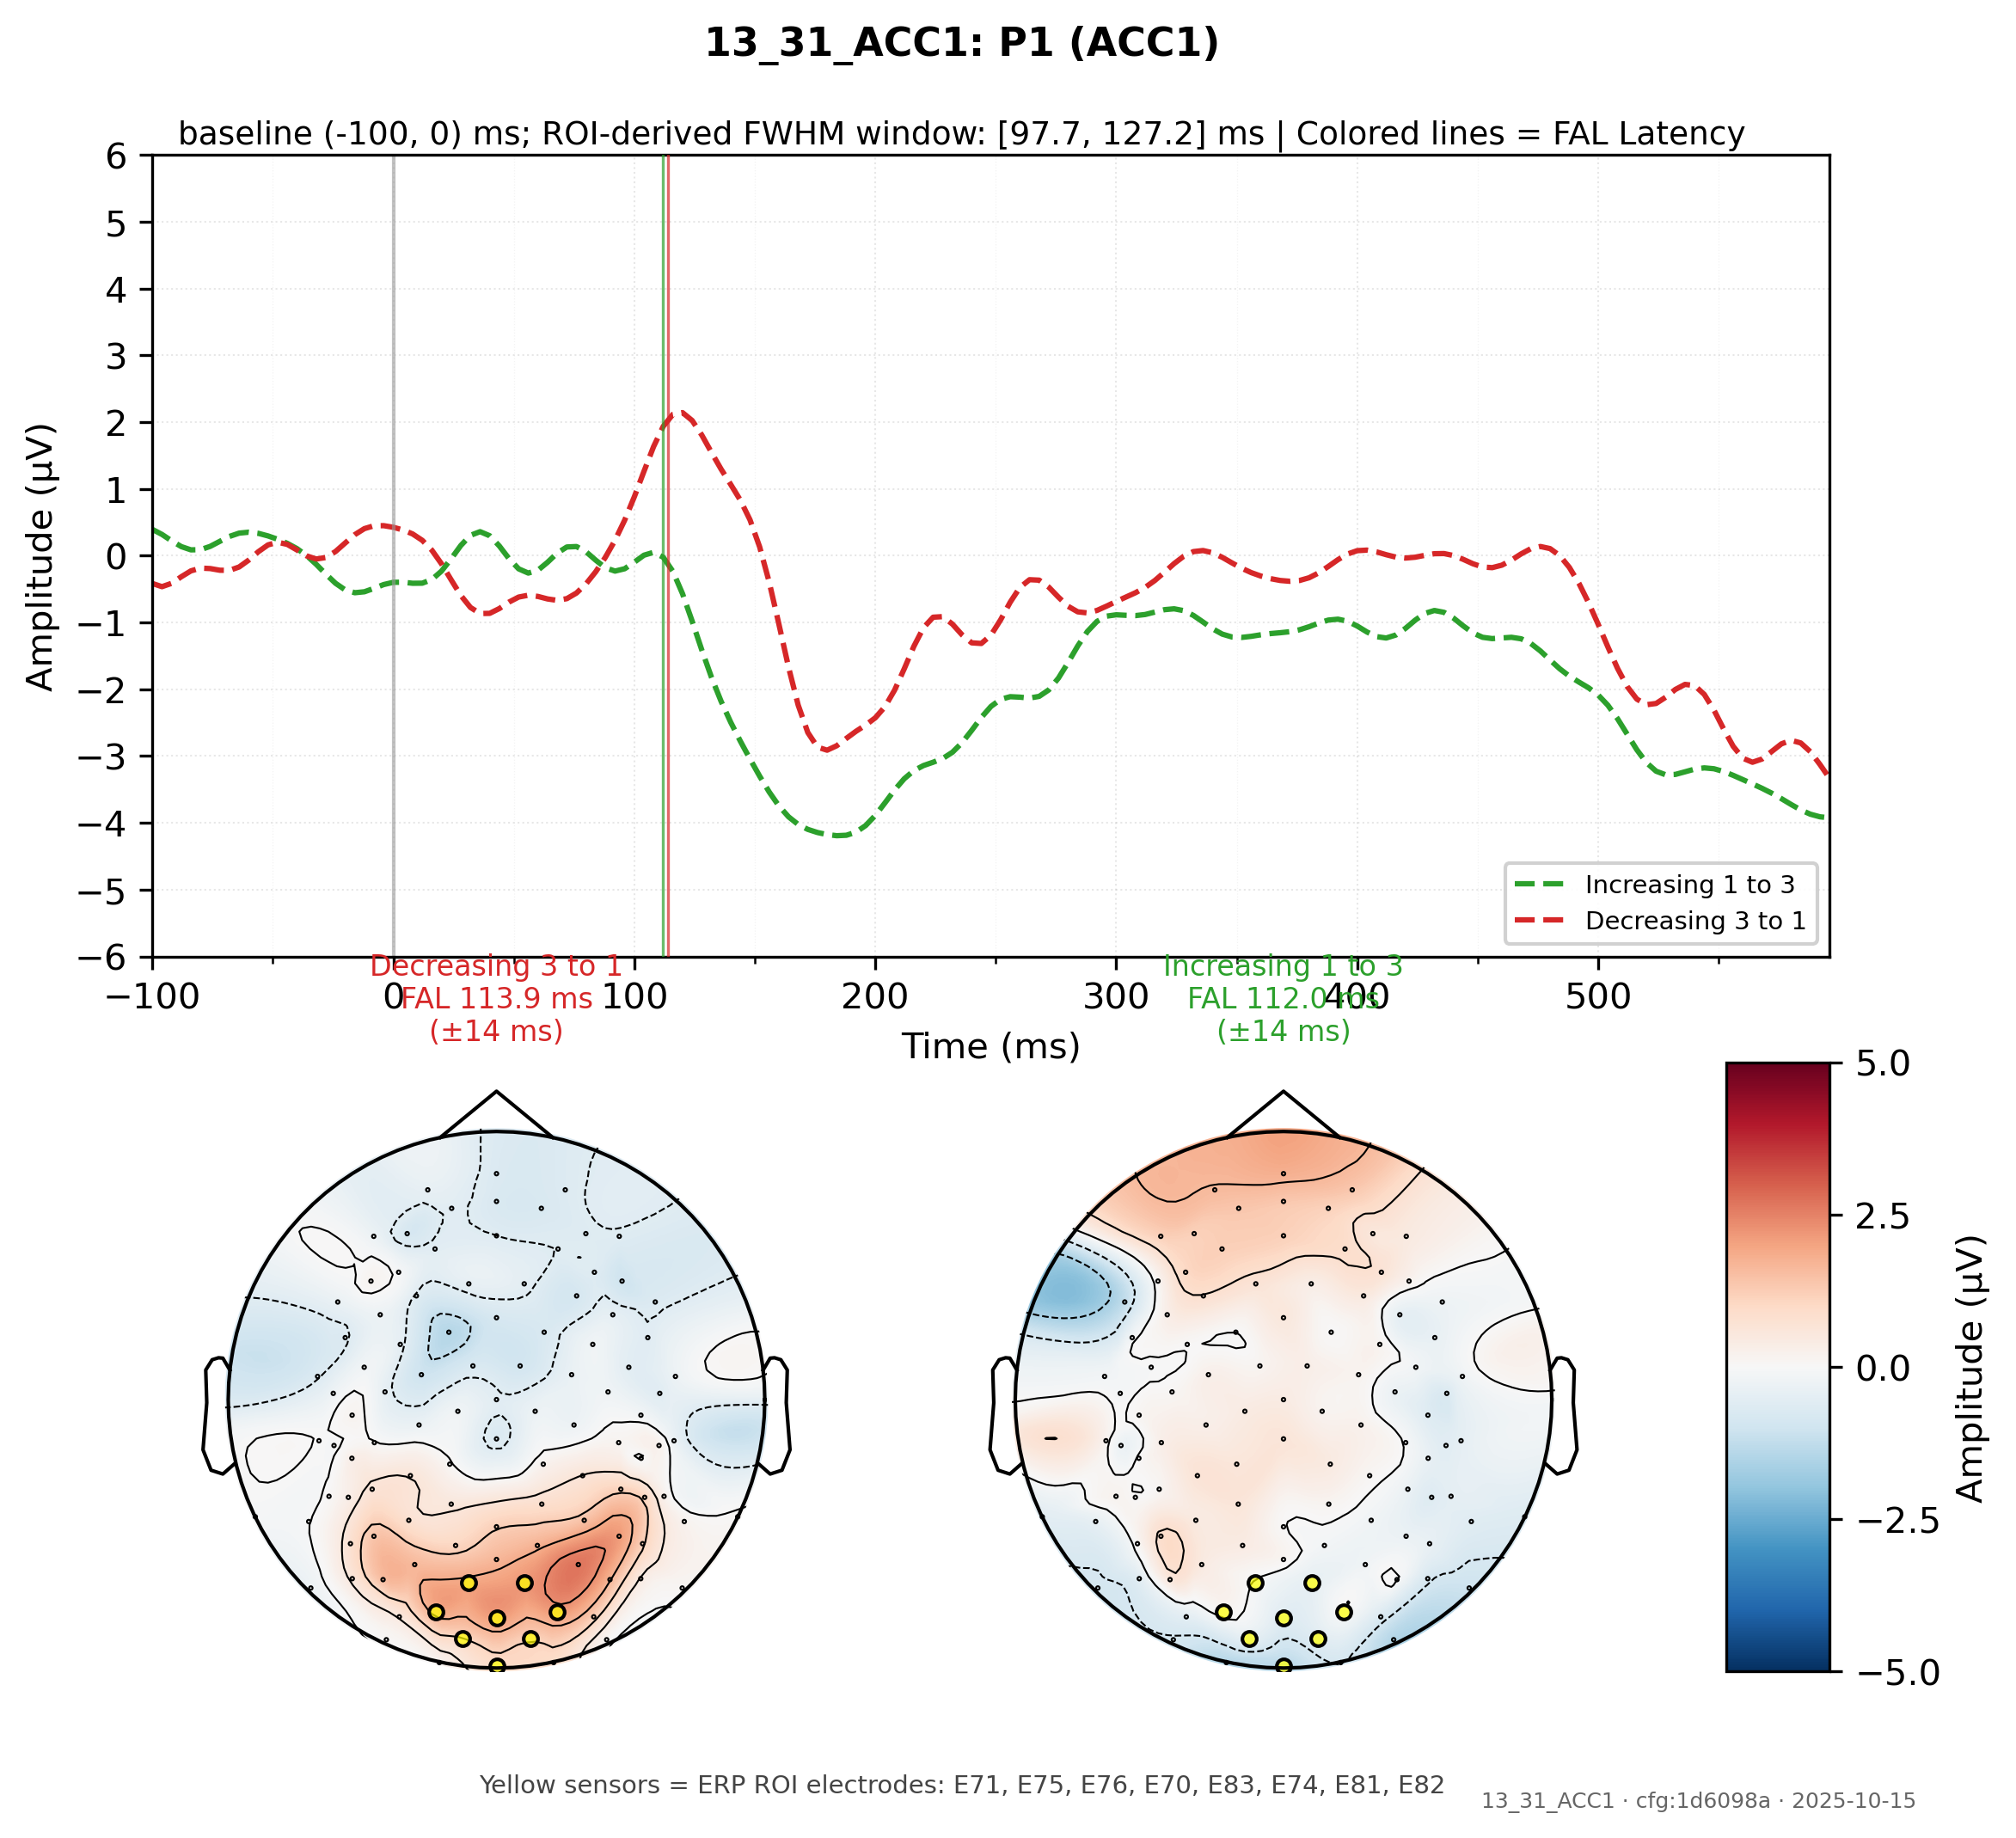 13_31_ACC1: P1 (ACC1)
baseline (-100, 0) ms; ROI-derived FWHM window: [97.7, 127.2] ms | Colored lines = FAL Latency
6
5
4
3
2
1
0
−1
−2
−3
−4
−5
−6
Amplitude (μV)
Increasing 1 to 3
Decreasing 3 to 1
−100
0
100
200
300
400
500
Time (ms)
Decreasing 3 to 1
FAL 113.9 ms
(±14 ms)
Increasing 1 to 3
FAL 112.0 ms
(±14 ms)
5.0
2.5
0.0
−2.5
−5.0
Amplitude (μV)
Yellow sensors = ERP ROI electrodes: E71, E75, E76, E70, E83, E74, E81, E82
13_31_ACC1 · cfg:1d6098a · 2025-10-15